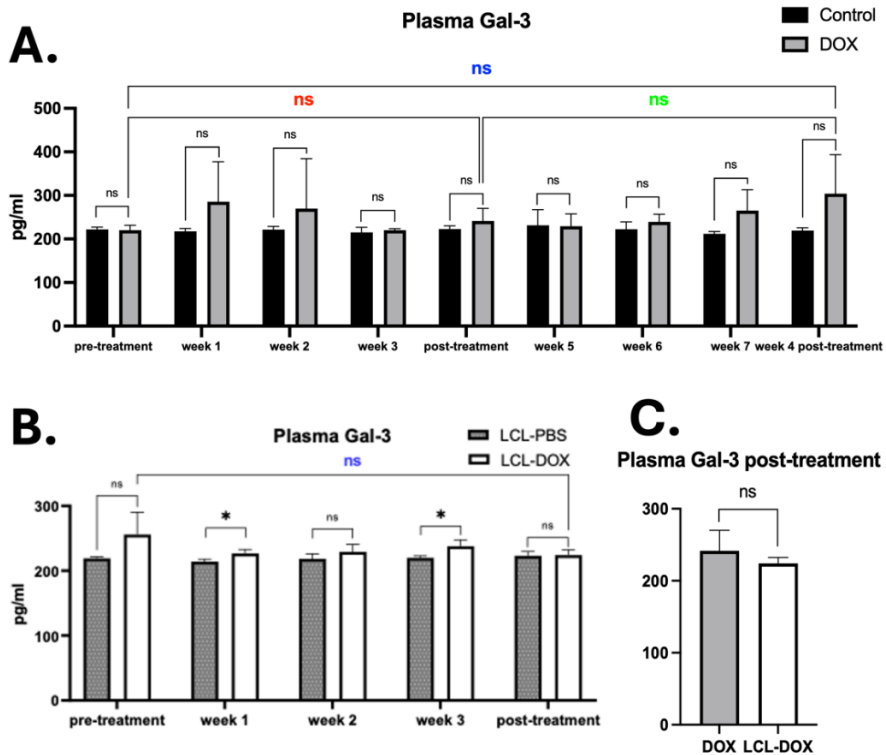 A.
Plasma Gal-3
Control
DOX
ns
ns
ns
500
400
300
200
100
0
pg/ml
ns
ns
ns
ns
ns
ns
ns
ns
ns
pre-treatment
week 1
week 2
week 3
post-treatment
week 5
week 6
week 7
week 4 post-treatment
B.
Plasma Gal-3
LCL-PBS
LCL-DOX
ns
300
200
100
0
pg/ml
ns
*
ns
*
ns
pre-treatment
week 1
week 2
week 3
post-treatment
C.
Plasma Gal-3 post-treatment
ns
300
200
100
0
DOX
LCL-DOX